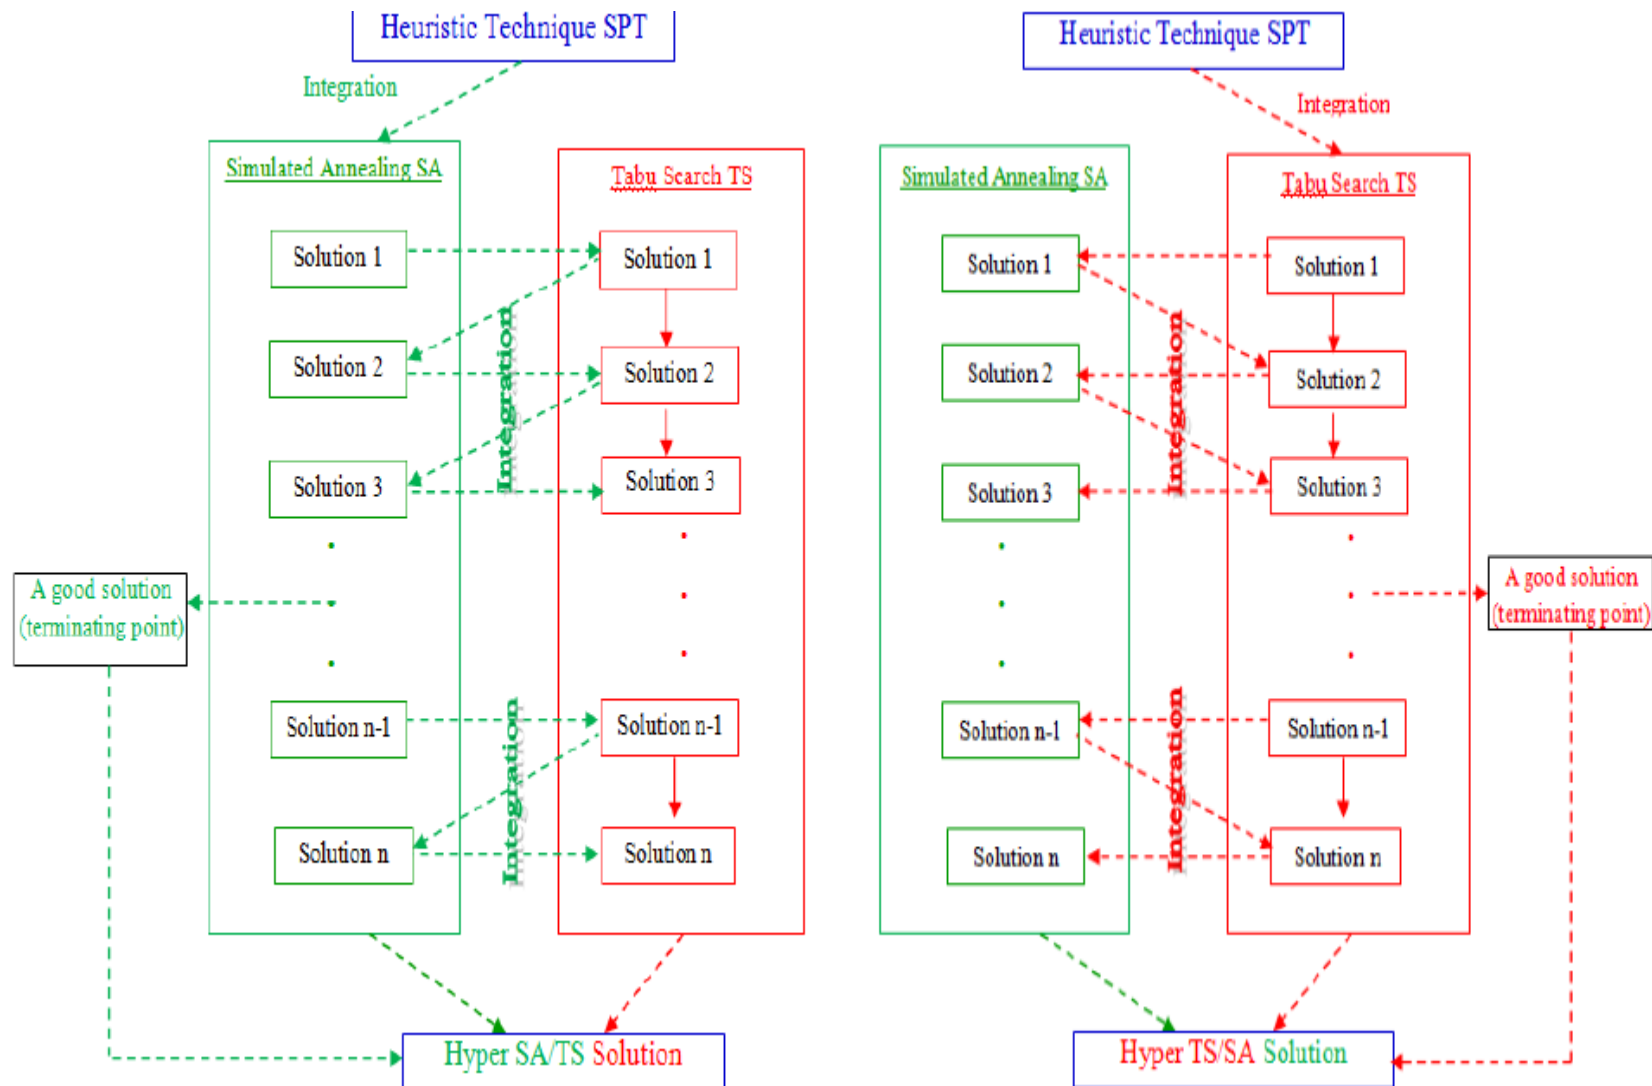 Heuristic Technique SPT
Integration
Simulated Annealing SA
Tabu Search TS
Solution 1
Solution 1
Solution 2
Solution 2
Solution 3
Solution 3
Integration
A good solution
(terminating point)
Solution n-1
Solution n-1
Solution n
Solution n
Integration
Hyper SA/TS Solution
Heuristic Technique SPT
Integration
Simulated Annealing SA
Tabu Search TS
Solution 1
Solution 1
Solution 2
Solution 2
Solution 3
Solution 3
Integration
A good solution
(terminating point)
Solution n-1
Solution n-1
Solution n
Solution n
Integration
Hyper TS/SA Solution